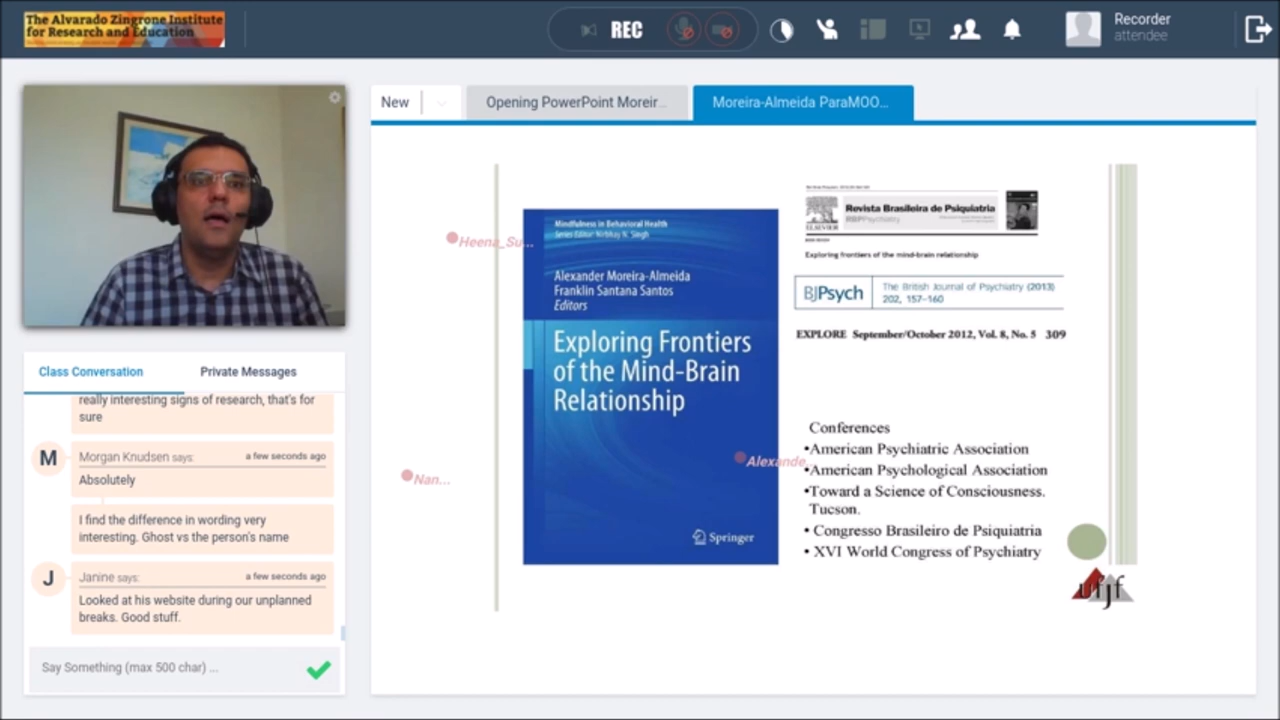 The Alvarado Zingrone Institute
for Research and Education
REC
Recorder
attendee
New
Opening PowerPoint Moreir...
Moreira-Almeida ParaMOO...
Class Conversation
Private Messages
really interesting signs of research, that's for
sure
M
Morgan Knudsen says:
a few seconds ago
Absolutely
I find the difference in wording very
interesting. Ghost vs the person's name
J
Janine says:
a few seconds ago
Looked at his website during our unplanned
breaks. Good stuff.
Say Something (max 500 char) ...
Heena_Su...
Nan...
Alexande...
Mindfulness in Behavioral Health
Series Editor: Nirbhay N. Singh
Alexander Moreira-Almeida
Franklin Santana Santos
Editors
Exploring Frontiers
of the Mind-Brain
Relationship
Springer
ELSEVIER
Revista Brasileira de Psiquiatria
Exploring frontiers of the mind-brain relationship
BJPsych
The British Journal of Psychiatry (2013)
202, 157–160
EXPLORE September/October 2012, Vol. 8, No. 5 309
Conferences
•American Psychiatric Association
•American Psychological Association
•Toward a Science of Consciousness.
Tucson.
• Congresso Brasileiro de Psiquiatria
• XVI World Congress of Psychiatry
ufjf